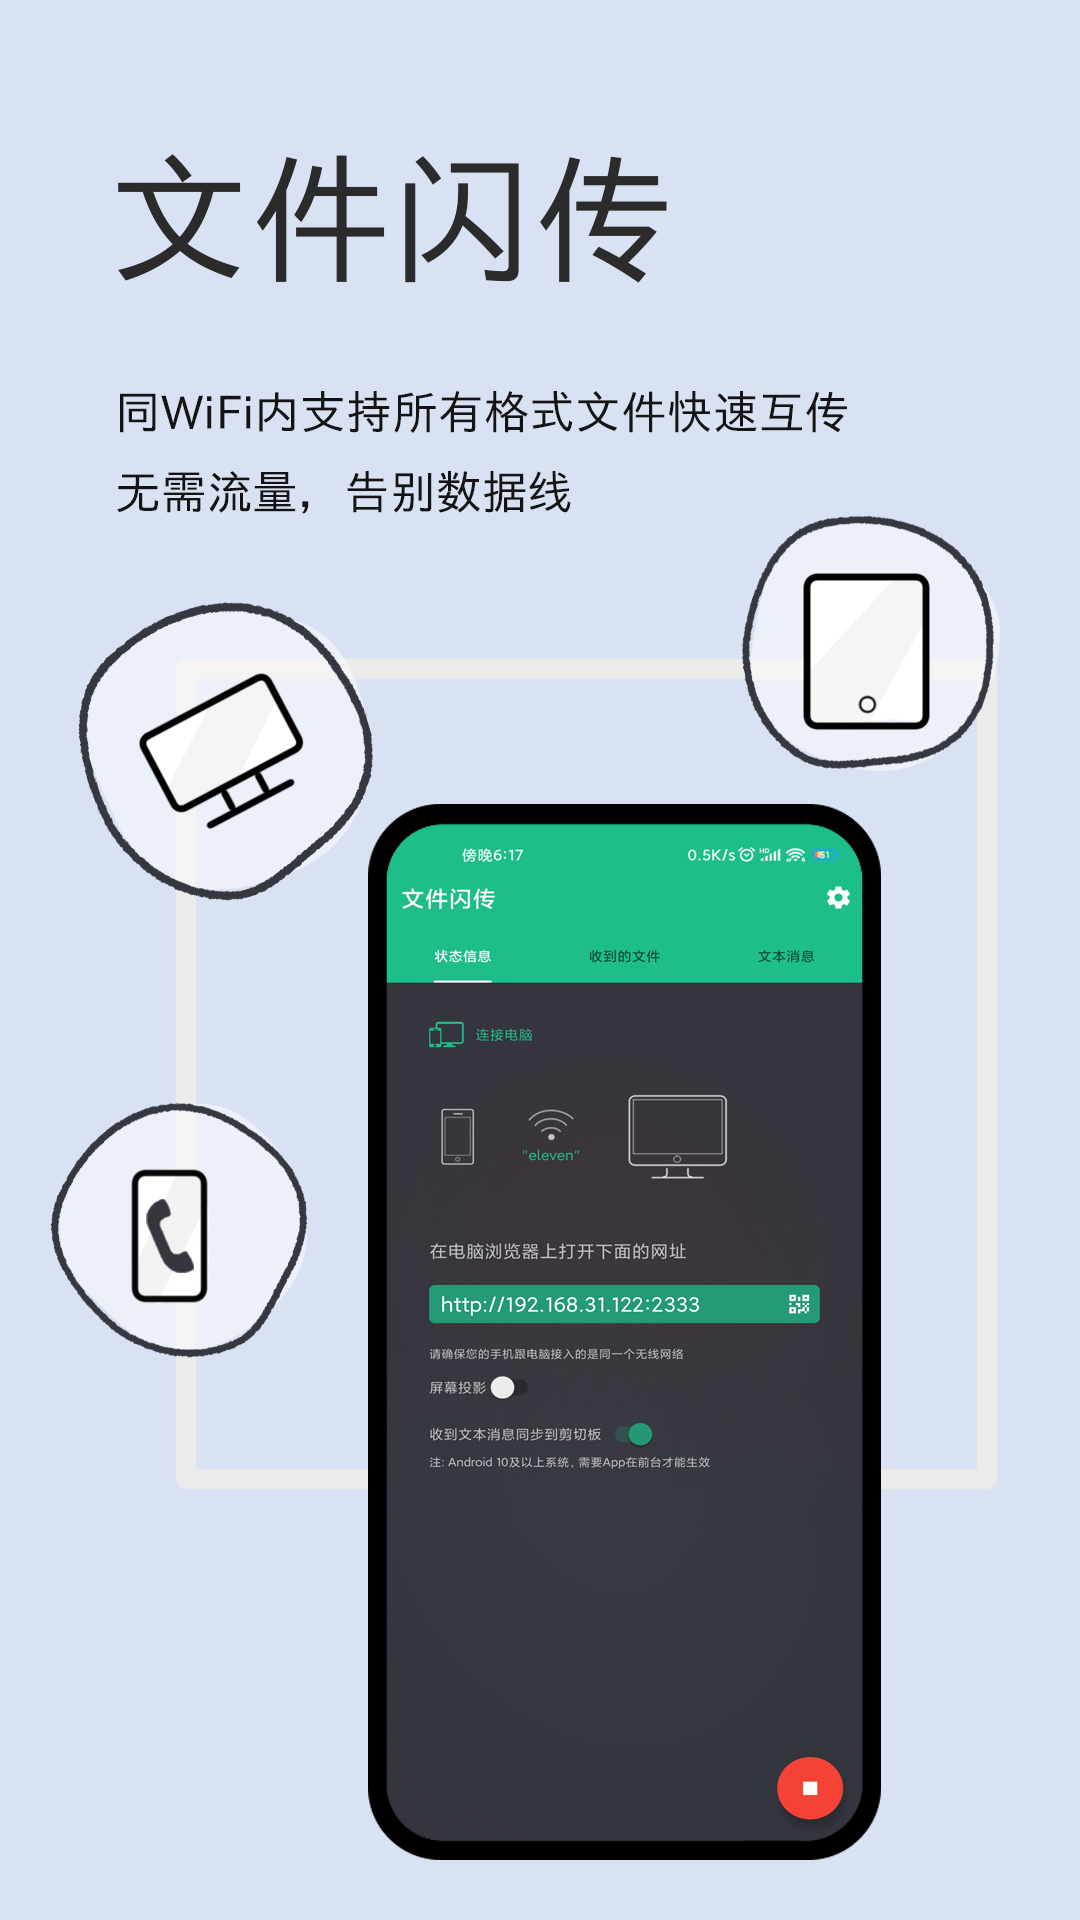 文件闪传
同WiFi内支持所有格式文件快速互传
无需流量，告别数据线
傍晚6:17
0.5K/s HD 51
文件闪传
状态信息 收到的文件 文本消息
连接电脑
"eleven"
在电脑浏览器上打开下面的网址
http://192.168.31.122:2333
请确保您的手机跟电脑接入的是同一个无线网络
屏幕投影
收到文本消息同步到剪切板
注: Android 10及以上系统, 需要App在前台才能生效